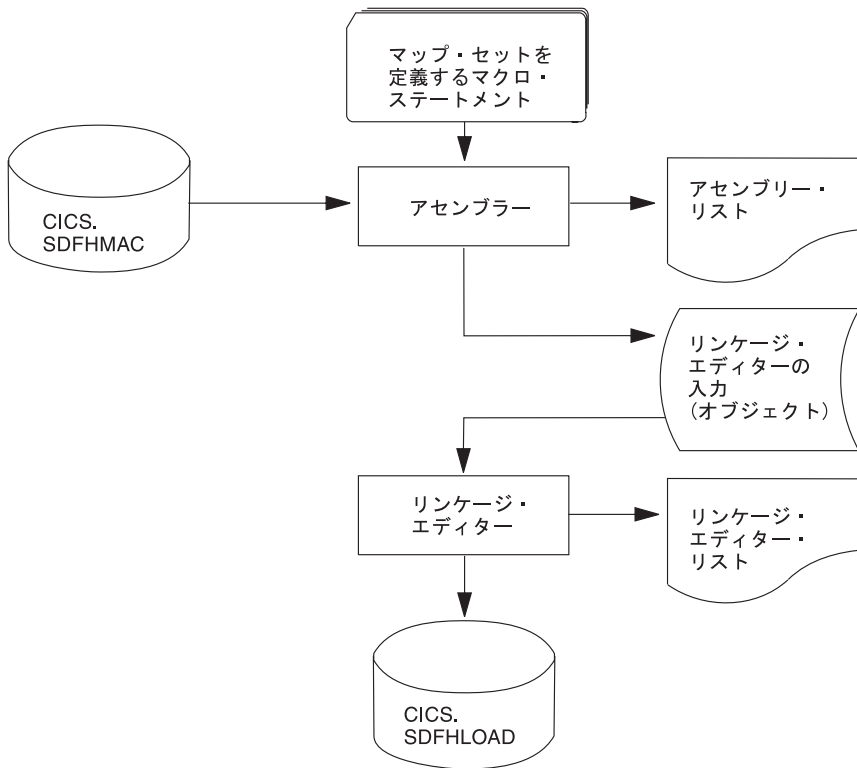 マップ・セットを
定義するマクロ・
ステートメント
CICS.
SDFHMAC
アセンブラー
アセンブリー・
リスト
リンケージ・
エディターの
入力
(オブジェクト)
リンケージ・
エディター
リンケージ・
エディター・
リスト
CICS.
SDFHLOAD